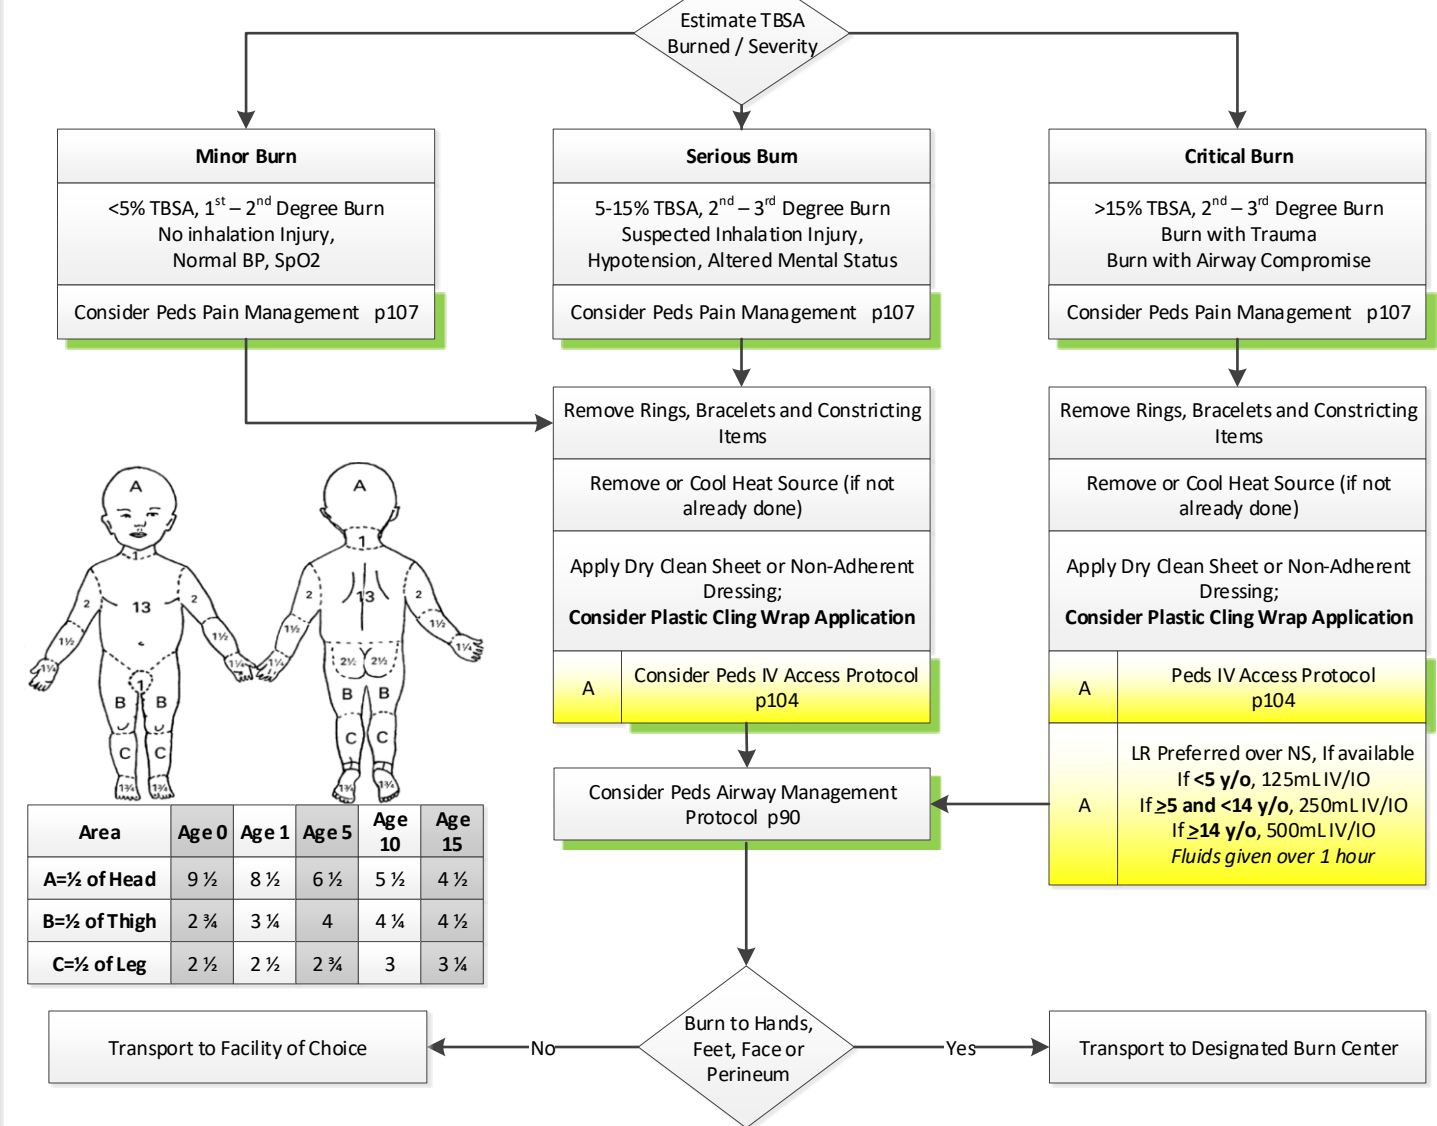 Estimate TBSA
Burned / Severity
Minor Burn
<5% TBSA, 1st – 2nd Degree Burn
No inhalation Injury,
Normal BP, SpO2
Consider Peds Pain Management p107
Serious Burn
5-15% TBSA, 2nd – 3rd Degree Burn
Suspected Inhalation Injury,
Hypotension, Altered Mental Status
Consider Peds Pain Management p107
Critical Burn
>15% TBSA, 2nd – 3rd Degree Burn
Burn with Trauma
Burn with Airway Compromise
Consider Peds Pain Management p107
Remove Rings, Bracelets and Constricting
Items
Remove or Cool Heat Source (if not
already done)
Apply Dry Clean Sheet or Non-Adherent
Dressing;
Consider Plastic Cling Wrap Application
A
Consider Peds IV Access Protocol
p104
Remove Rings, Bracelets and Constricting
Items
Remove or Cool Heat Source (if not
already done)
Apply Dry Clean Sheet or Non-Adherent
Dressing;
Consider Plastic Cling Wrap Application
A
Peds IV Access Protocol
p104
A
LR Preferred over NS, If available
If <5 y/o, 125mL IV/IO
If ≥5 and <14 y/o, 250mL IV/IO
If ≥14 y/o, 500mL IV/IO
Fluids given over 1 hour
Consider Peds Airway Management
Protocol p90
A
1
2
13
2
1½
1½
1¼
1¼
1
B
B
C
C
1¾
1¾
A
1
2
13
2
1½
1½
1¼
1¼
2½
2½
B
B
C
C
1¾
1¾
Area Age 0 Age 1 Age 5 Age 10 Age 15
A=½ of Head 9 ½ 8 ½ 6 ½ 5 ½ 4 ½
B=½ of Thigh 2 ¾ 3 ¼ 4 4 ¼ 4 ½
C=½ of Leg 2 ½ 2 ½ 2 ¾ 3 3 ¼
Burn to Hands,
Feet, Face or
Perineum
No
Yes
Transport to Facility of Choice
Transport to Designated Burn Center